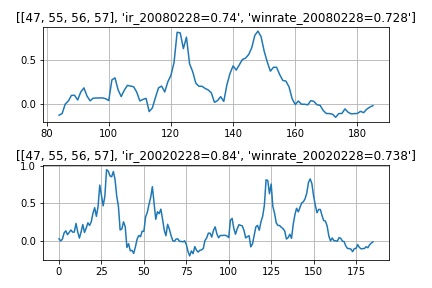 [[47, 55, 56, 57], 'ir_20080228=0.74', 'winrate_20080228=0.728']
0.5
0.0
80 100 120 140 160 180
[[47, 55, 56, 57], 'ir_20020228=0.84', 'winrate_20020228=0.738']
1.0
0.5
0.0
0 25 50 75 100 125 150 175